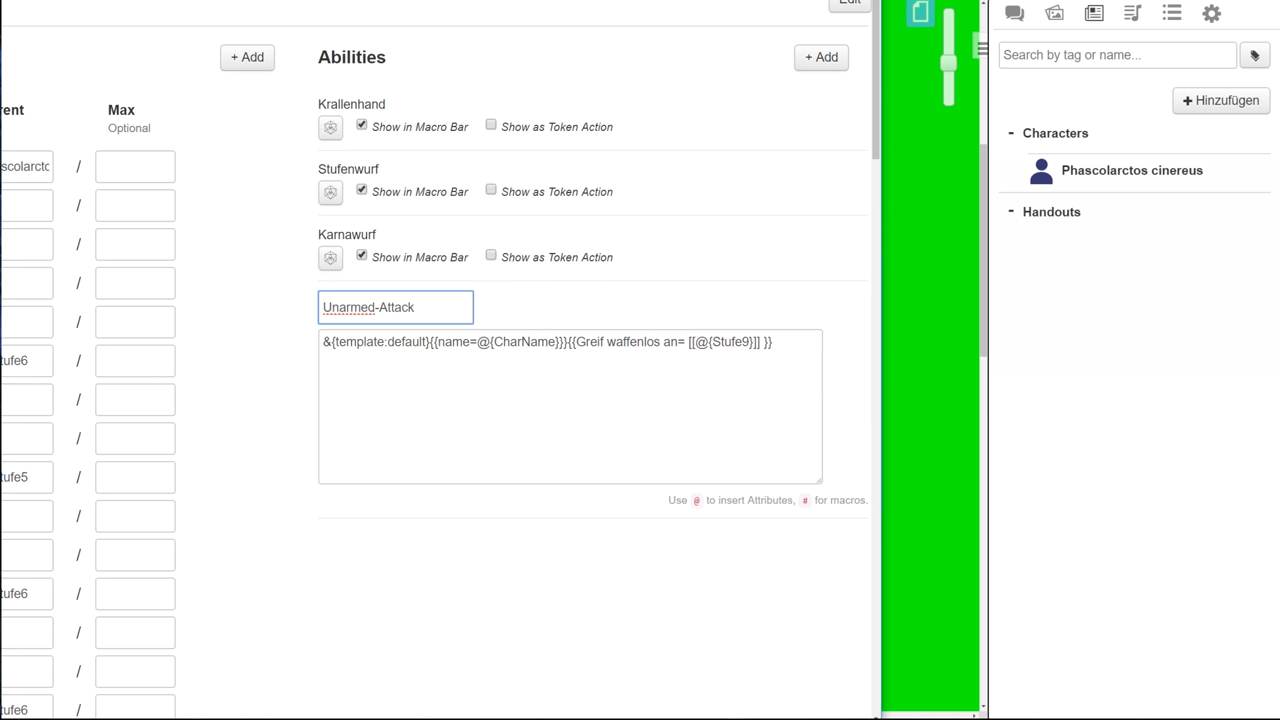 Edit
+ Add
Abilities
+ Add
rent
Max
Optional
Krallenhand
Show in Macro Bar
Show as Token Action
scolarctc
/
Stufenwurf
Show in Macro Bar
Show as Token Action
/
Karnawurf
/
Show in Macro Bar
Show as Token Action
/
Unarmed-Attack
/
&{template:default}{{name=@{CharName}}}{{Greif waffenlos an= [[@{Stufe9}]] }}
tufe6
/
/
/
tufe5
/
Use @ to insert Attributes, # for macros.
/
/
tufe6
/
/
/
tufe6
/
Search by tag or name...
+ Hinzufügen
- Characters
Phascolarctos cinereus
- Handouts